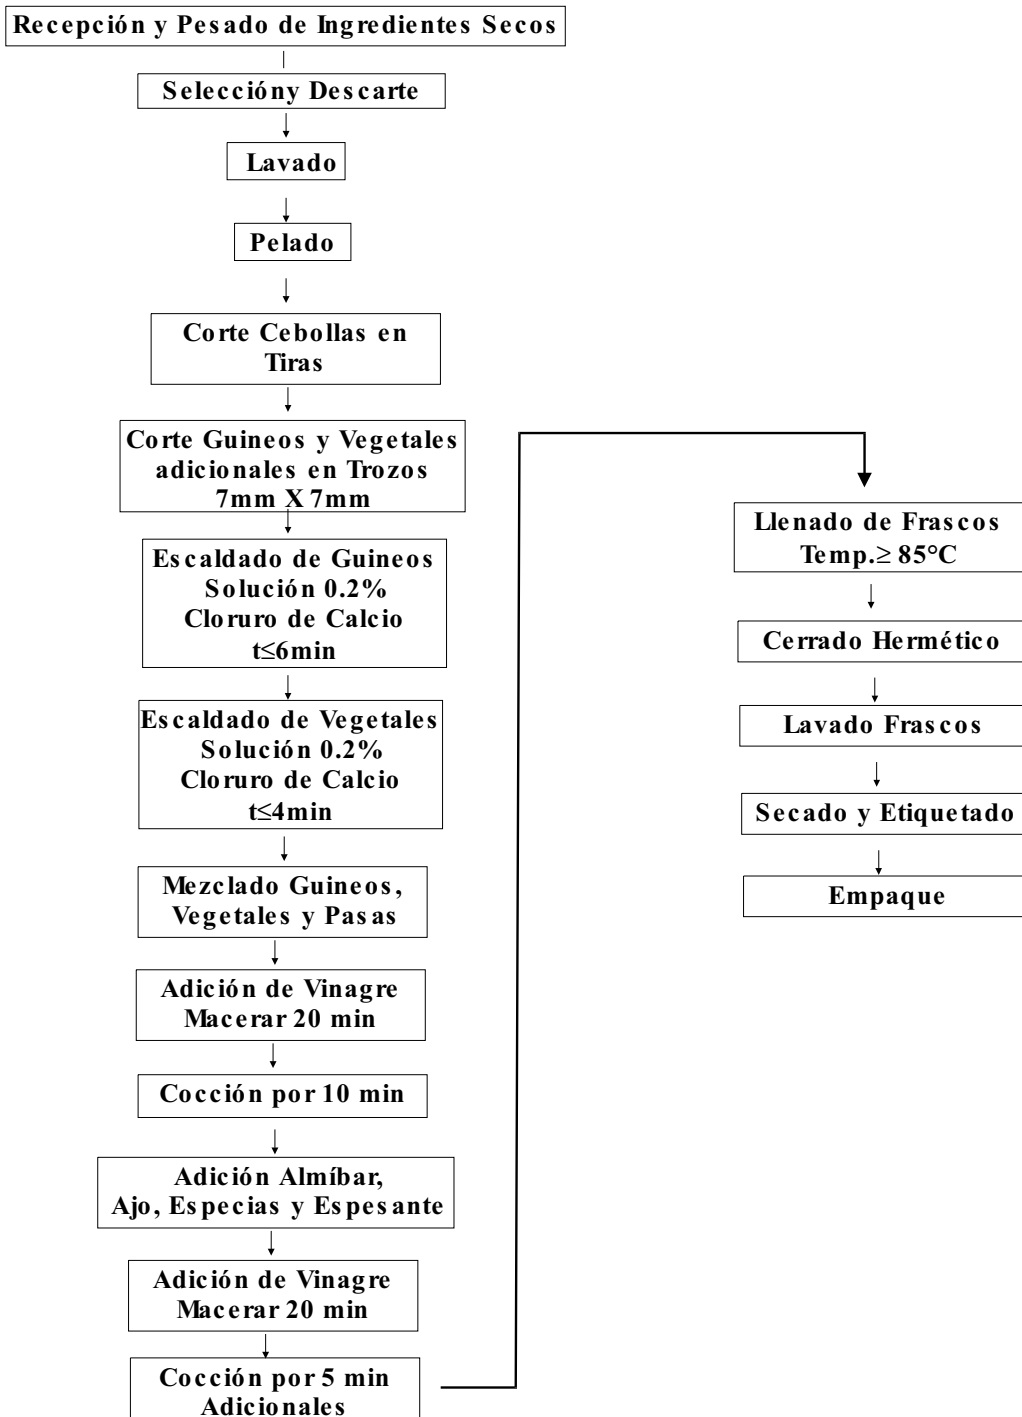 Recepción y Pesado de Ingredientes Secos
Seleccióny Descarte
Lavado
Pelado
Corte Cebollas en
Tiras
Corte Guineos y Vegetales
adicionales en Trozos
7mm X 7mm
Escaldado de Guineos
Solución 0.2%
Cloruro de Calcio
t≤6min
Escaldado de Vegetales
Solución 0.2%
Cloruro de Calcio
t≤4min
Mezclado Guineos,
Vegetales y Pasas
Adición de Vinagre
Macerar 20 min
Cocción por 10 min
Adición Almíbar,
Ajo, Especias y Espesante
Adición de Vinagre
Macerar 20 min
Cocción por 5 min
Adicionales
Llenado de Frascos
Temp.≥ 85°C
Cerrado Hermético
Lavado Frascos
Secado y Etiquetado
Empaque